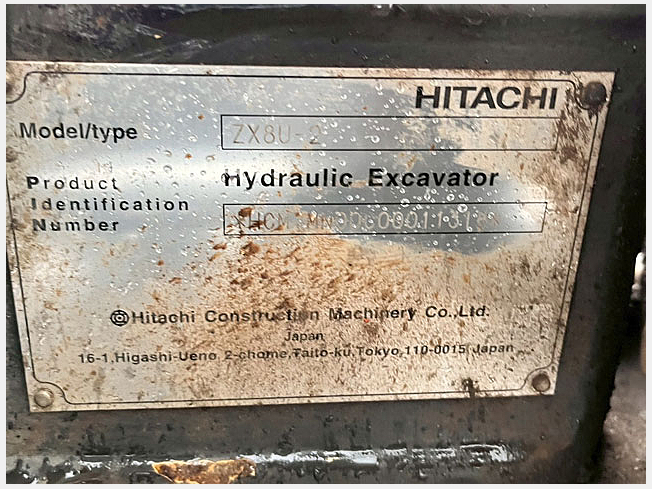 HITACHI
Model/type ZX8U-2
Product Hydraulic Excavator
Identification
Number
Hitachi Construction Machinery Co.,Ltd.
Japan
16-1,Higashi-Ueno 2-chome,Taito-ku,Tokyo,110-0015 Japan